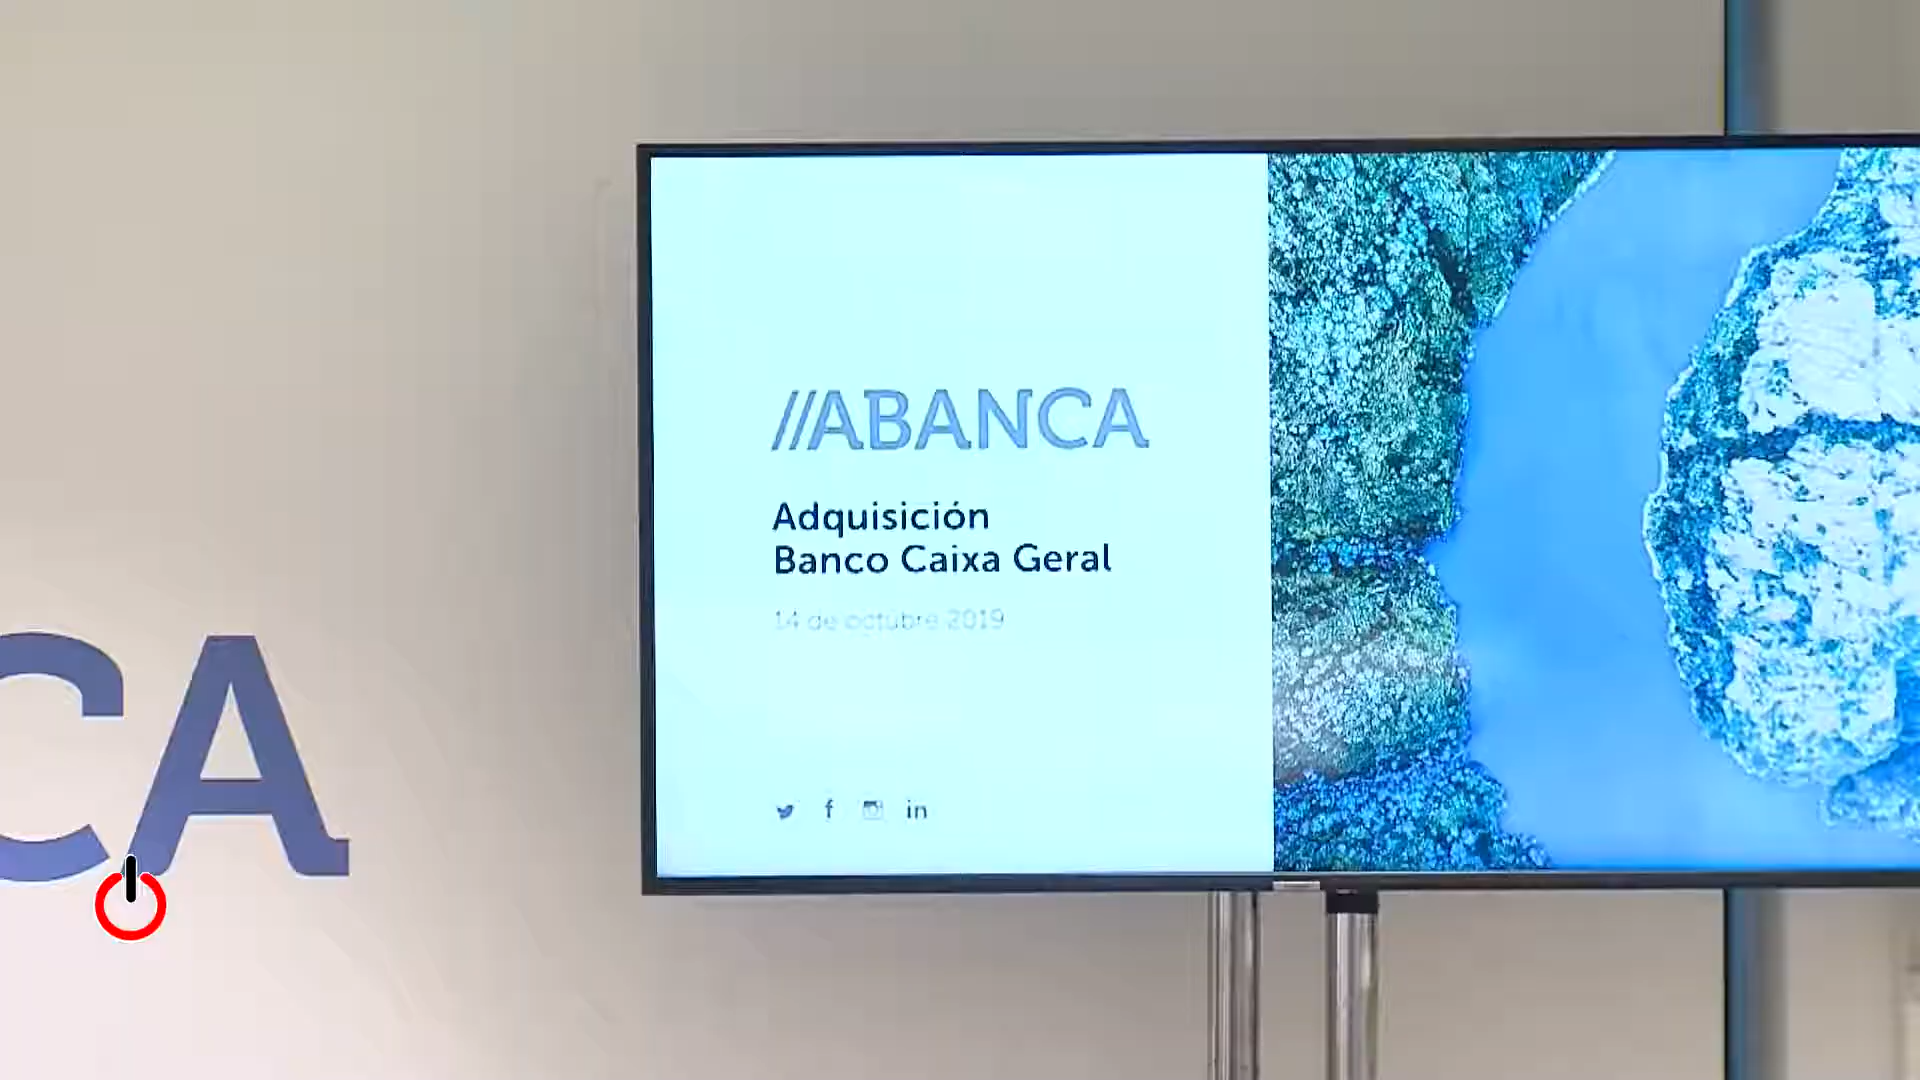 //ABANCA
Adquisición
Banco Caixa Geral
14 de octubre 2019
f
in
CA